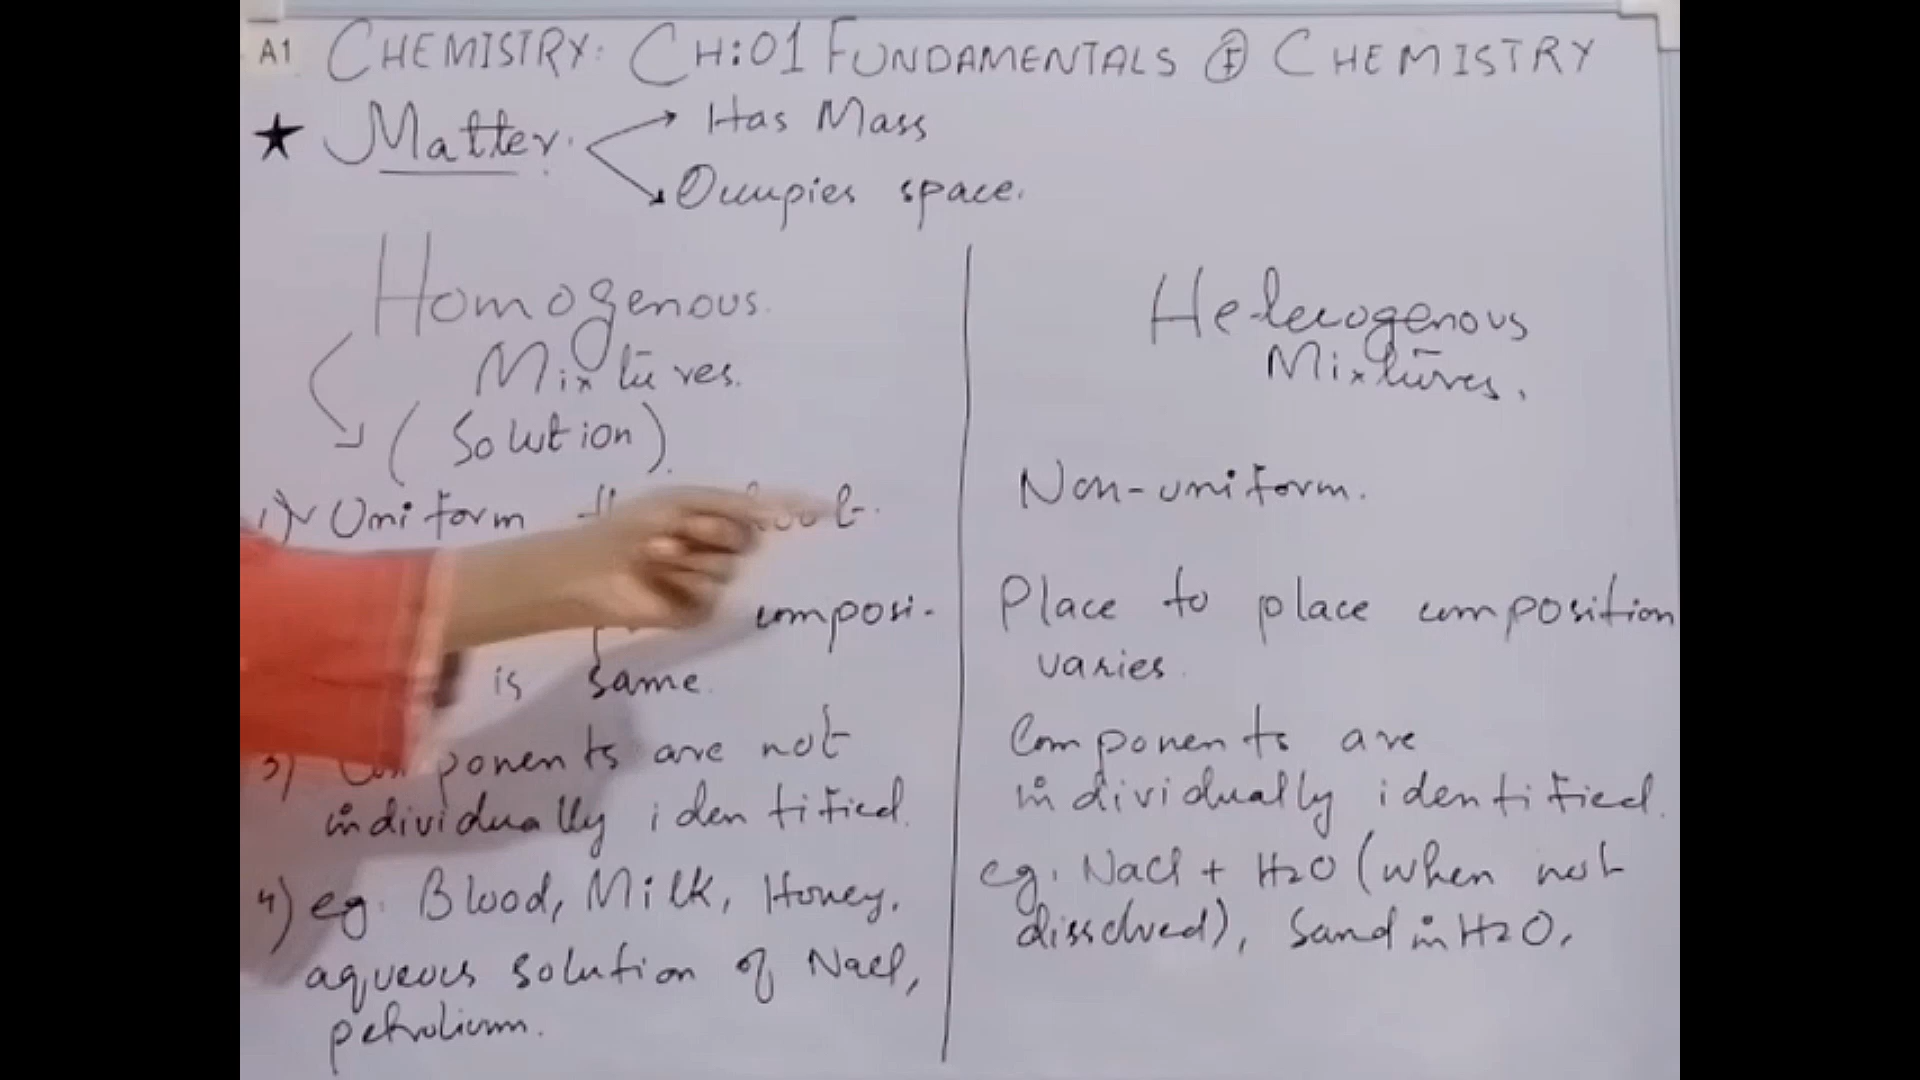 A1 CHEMISTRY: CH:01 FUNDAMENTALS OF CHEMISTRY
★ Matter.
Has Mass
Occupies space.
Homogenous
Mixtures.
(Solution)
1) Uniform
composi-
is same.
3) Components are not
individually identified.
4) eg. Blood, Milk, Honey,
aqueous solution of NaCl,
petrolium.
Heterogenous
Mixtures.
Non-uniform.
Place to place composition
varies.
Components are
individually identified.
eg. NaCl + H2O (when not
dissolved), Sand in H2O,